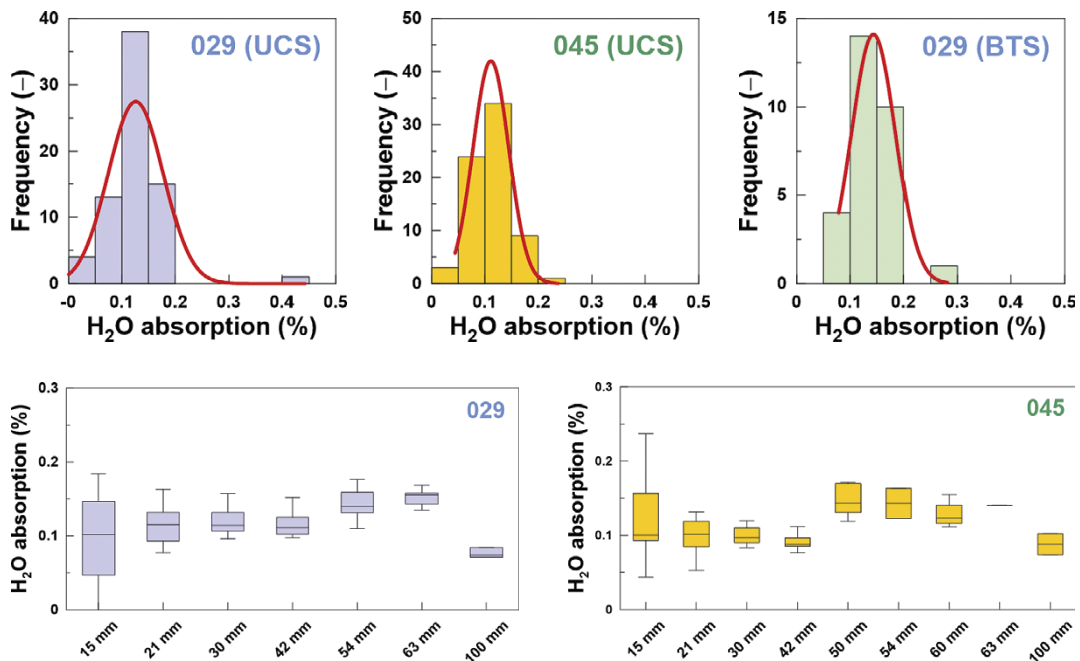 40
30
20
10
0
Frequency (–)
029 (UCS)
-0 0.1 0.2 0.3 0.4 0.5
H₂O absorption (%)
50
40
30
20
10
0
Frequency (–)
045 (UCS)
0 0.1 0.2 0.3 0.4 0.5
H₂O absorption (%)
15
10
5
0
Frequency (–)
029 (BTS)
0 0.1 0.2 0.3 0.4 0.5
H₂O absorption (%)
0.3
0.2
0.1
0
H₂O absorption (%)
029
15 mm 21 mm 30 mm 42 mm 54 mm 63 mm 100 mm
0.3
0.2
0.1
0
H₂O absorption (%)
045
15 mm 21 mm 30 mm 42 mm 50 mm 54 mm 60 mm 63 mm 100 mm